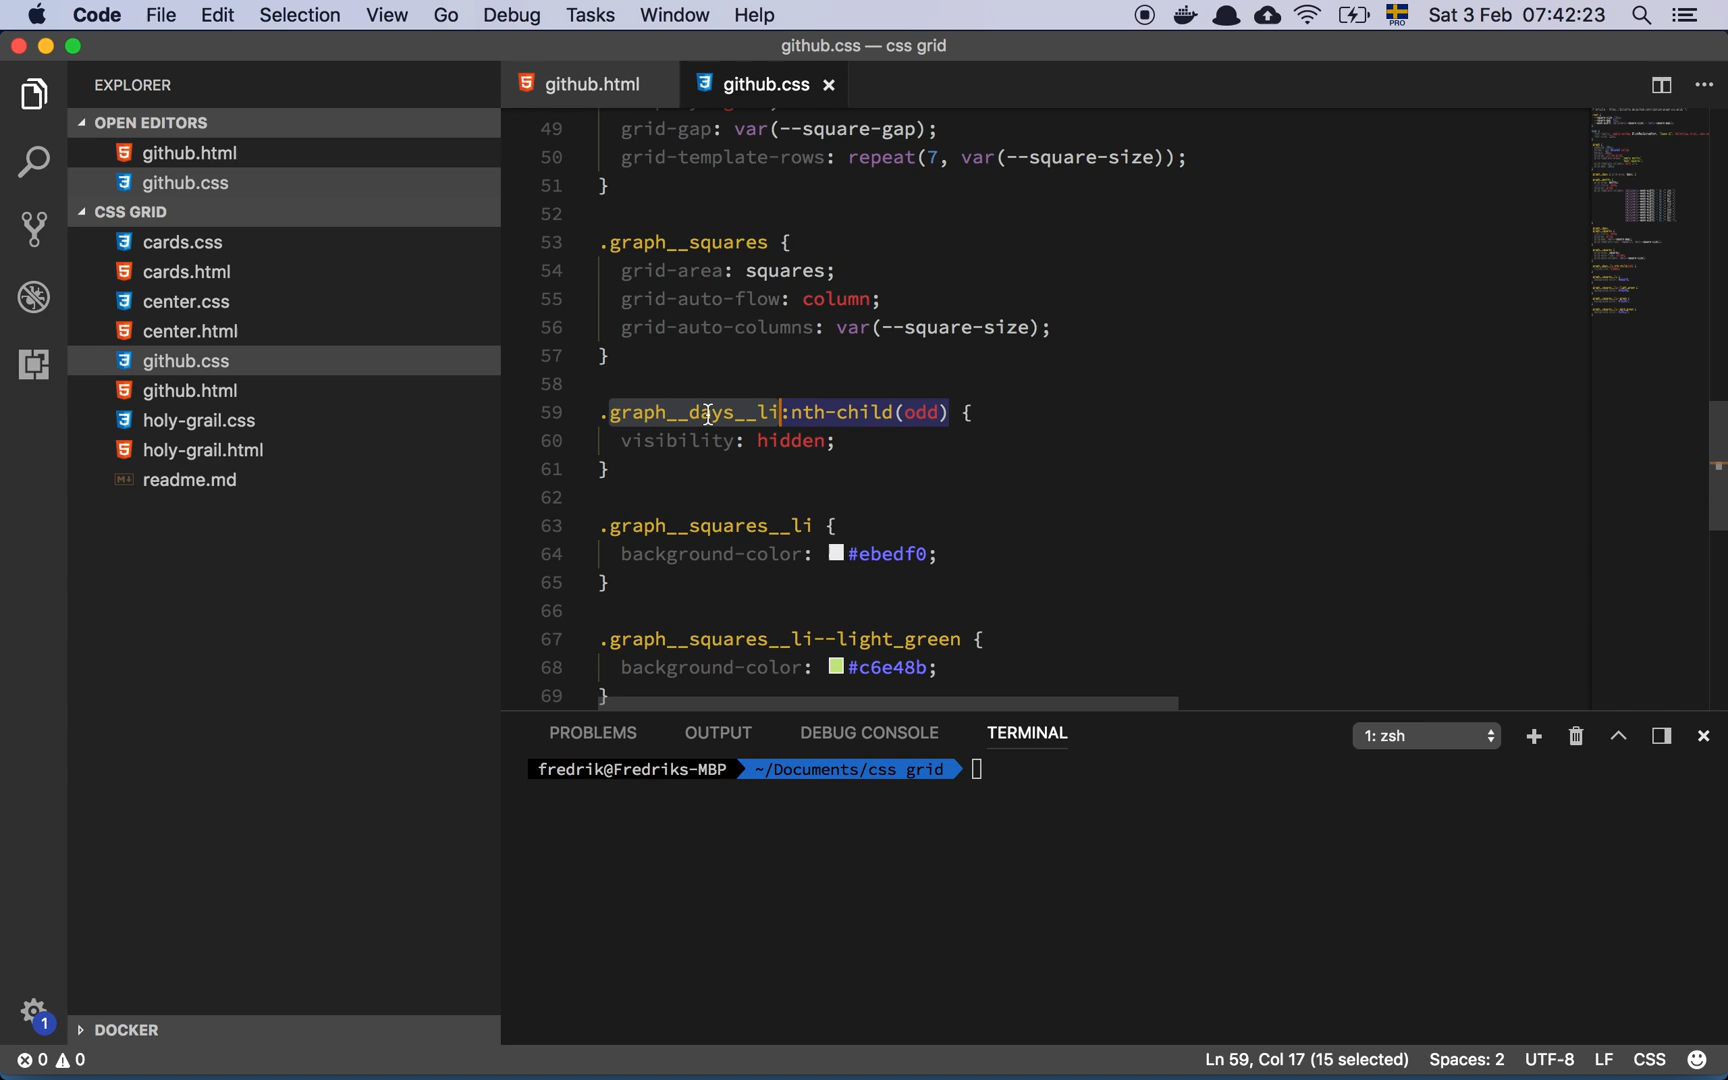 Code File Edit Selection View Go Debug Tasks Window Help PRO Sat 3 Feb 07:42:23
github.css — css grid
EXPLORER
github.html
github.css
OPEN EDITORS
github.html
github.css
CSS GRID
cards.css
cards.html
center.css
center.html
github.css
github.html
holy-grail.css
holy-grail.html
readme.md
DOCKER
1
49 grid-gap: var(--square-gap);
50 grid-template-rows: repeat(7, var(--square-size));
51 }
52
53 .graph__squares {
54 grid-area: squares;
55 grid-auto-flow: column;
56 grid-auto-columns: var(--square-size);
57 }
58
59 .graph__days__li:nth-child(odd) {
60 visibility: hidden;
61 }
62
63 .graph__squares__li {
64 background-color: #ebedf0;
65 }
66
67 .graph__squares__li--light_green {
68 background-color: #c6e48b;
69 }
PROBLEMS OUTPUT DEBUG CONSOLE TERMINAL 1: zsh
fredrik@Fredriks-MBP ~/Documents/css grid
0 0 Ln 59, Col 17 (15 selected) Spaces: 2 UTF-8 LF CSS